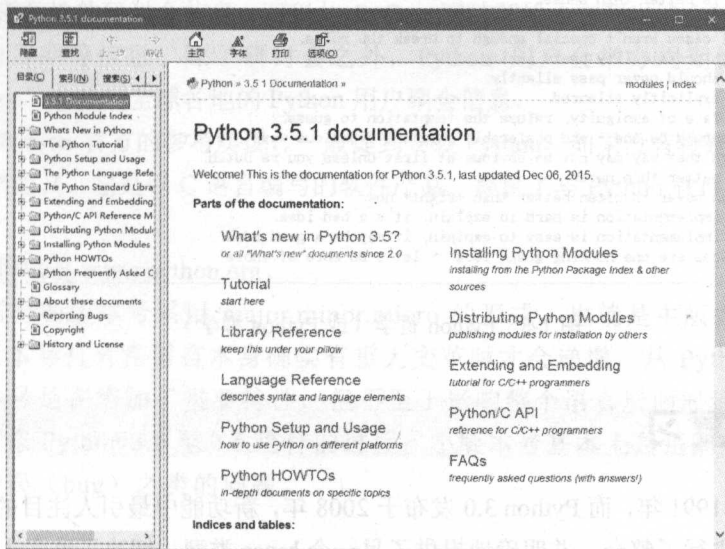 Python 3.5.1 documentation
隐藏 查找 上一步 前进 主页 字体 打印 选项(O)
目录(C) 索引(N) 搜索(S)
3.5.1 Documentation
Python Module Index
Whats New in Python
The Python Tutorial
Python Setup and Usage
The Python Language Refe
The Python Standard Librar
Extending and Embedding
Python/C API Reference M
Distributing Python Modul
Installing Python Modules
Python HOWTOs
Python Frequently Asked C
Glossary
About these documents
Reporting Bugs
Copyright
History and License
Python » 3.5.1 Documentation »
modules | index
Python 3.5.1 documentation
Welcome! This is the documentation for Python 3.5.1, last updated Dec 06, 2015.
Parts of the documentation:
What's new in Python 3.5?
or all "What's new" documents since 2.0
Tutorial
start here
Library Reference
keep this under your pillow
Language Reference
describes syntax and language elements
Python Setup and Usage
how to use Python on different platforms
Python HOWTOs
in-depth documents on specific topics
Installing Python Modules
installing from the Python Package Index & other
sources
Distributing Python Modules
publishing modules for installation by others
Extending and Embedding
tutorial for C/C++ programmers
Python/C API
reference for C/C++ programmers
FAQs
frequently asked questions (with answers!)
Indices and tables: